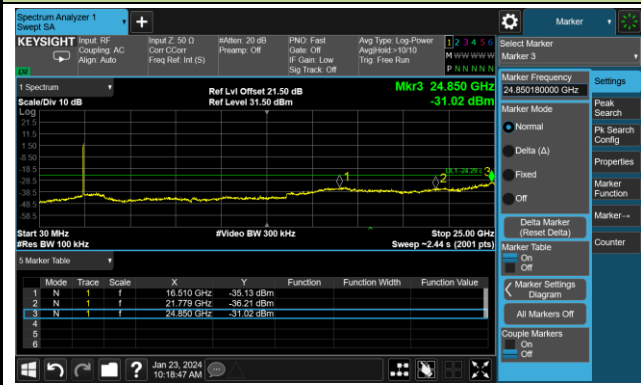 Spectrum Analyzer 1
Swept SA
Marker
KEYSIGHT
Input: RF
Coupling: AC
Align: Auto
Input Z: 50 Ω
Corr CCorr
Freq Ref: Int (S)
#Atten: 20 dB
Preamp: Off
PNO: Fast
Gate: Off
IF Gain: Low
Sig Track: Off
Avg Type: Log-Power
Avg|Hold:>10/10
Trig: Free Run
1 2 3 4 5 6
M W W W W W
P N N N N N
LXI
1 Spectrum
Scale/Div 10 dB
Ref Lvl Offset 21.50 dB
Ref Level 31.50 dBm
Mkr3 24.850 GHz
-31.02 dBm
Log
21.5
11.5
1.50
-8.50
-18.5
-28.5
-38.5
-48.5
-58.5
1
2
3
Start 30 MHz
#Video BW 300 kHz
Stop 25.00 GHz
#Res BW 100 kHz
Sweep ~2.44 s (2001 pts)
5 Marker Table
Mode Trace Scale X Y Function Function Width Function Value
1 N 1 f 16.510 GHz -35.13 dBm
2 N 1 f 21.779 GHz -36.21 dBm
3 N 1 f 24.850 GHz -31.02 dBm
4
5
6
Jan 23, 2024
10:18:47 AM
Select Marker
Marker 3
Marker Frequency
24.850180000 GHz
Marker Mode
Normal
Delta (Δ)
Fixed
Off
Delta Marker
(Reset Delta)
Marker Table
On
Off
Marker Settings
Diagram
All Markers Off
Couple Markers
On
Off
Settings
Peak
Search
Pk Search
Config
Properties
Marker
Function
Marker→
Counter